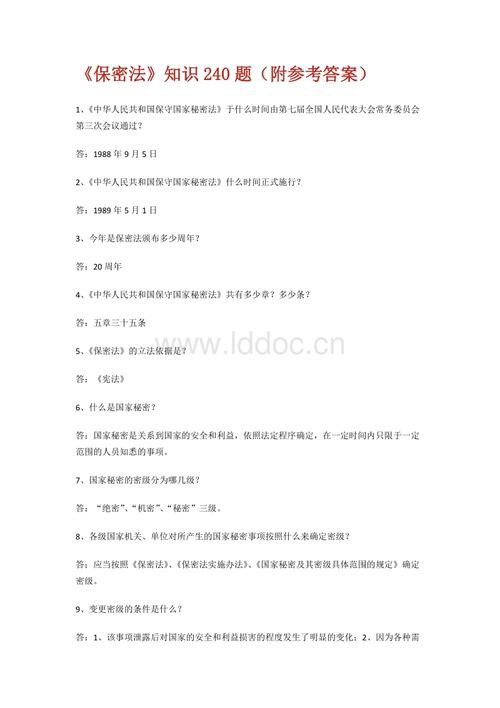 《保密法》知识 240 题（附参考答案）
1、《中华人民共和国保守国家秘密法》于什么时间由第七届全国人民代表大会常务委员会
第三次会议通过？
答：1988 年 9 月 5 日
2、《中华人民共和国保守国家秘密法》什么时间正式施行？
答：1989 年 5 月 1 日
3、今年是保密法颁布多少周年？
答：20 周年
4、《中华人民共和国保守国家秘密法》共有多少章？多少条？
答：五章三十五条
www.lddoc.cn
5、《保密法》的立法依据是？
答：《宪法》
6、什么是国家秘密？
答：国家秘密是关系到国家的安全和利益，依照法定程序确定，在一定时间内只限于一定
范围的人员知悉的事项。
7、国家秘密的密级分为哪几级？
答：“绝密”、“机密”、“秘密”三级。
8、各级国家机关、单位对所产生的国家秘密事项按照什么来确定密级？
答：应当按照《保密法》、《保密法实施办法》、《国家秘密及其密级具体范围的规定》确定
密级。
9、变更密级的条件是什么？
答：1、该事项泄露后对国家的安全和利益损害的程度发生了明显的变化；2、因为各种需